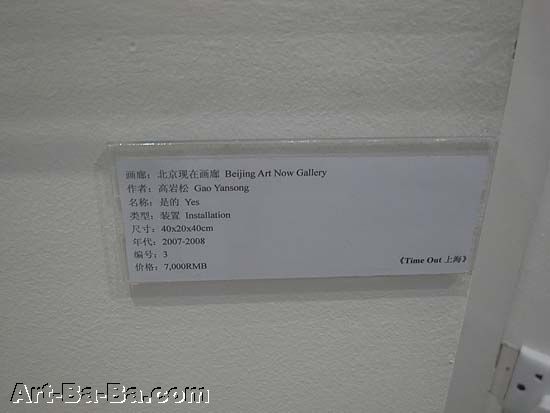 画廊：北京现在画廊 Beijing Art Now Gallery
作者：高岩松 Gao Yansong
名称：是的 Yes
类型：装置 Installation
尺寸：40x20x40cm
年代：2007-2008
编号：3
价格：7,000RMB
《Time Out 上海》
Art-Ba-Ba.com